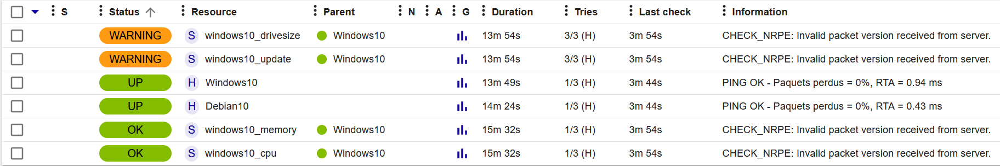 S Status Resource Parent N A G Duration Tries Last check Information
WARNING S windows10_drivesize Windows10 13m 54s 3/3 (H) 3m 54s CHECK_NRPE: Invalid packet version received from server.
WARNING S windows10_update Windows10 13m 54s 3/3 (H) 3m 54s CHECK_NRPE: Invalid packet version received from server.
UP H Windows10 13m 49s 1/3 (H) 3m 44s PING OK - Paquets perdus = 0%, RTA = 0.94 ms
UP H Debian10 14m 24s 1/3 (H) 3m 44s PING OK - Paquets perdus = 0%, RTA = 0.43 ms
OK S windows10_memory Windows10 15m 32s 1/3 (H) 3m 54s CHECK_NRPE: Invalid packet version received from server.
OK S windows10_cpu Windows10 15m 32s 1/3 (H) 3m 54s CHECK_NRPE: Invalid packet version received from server.